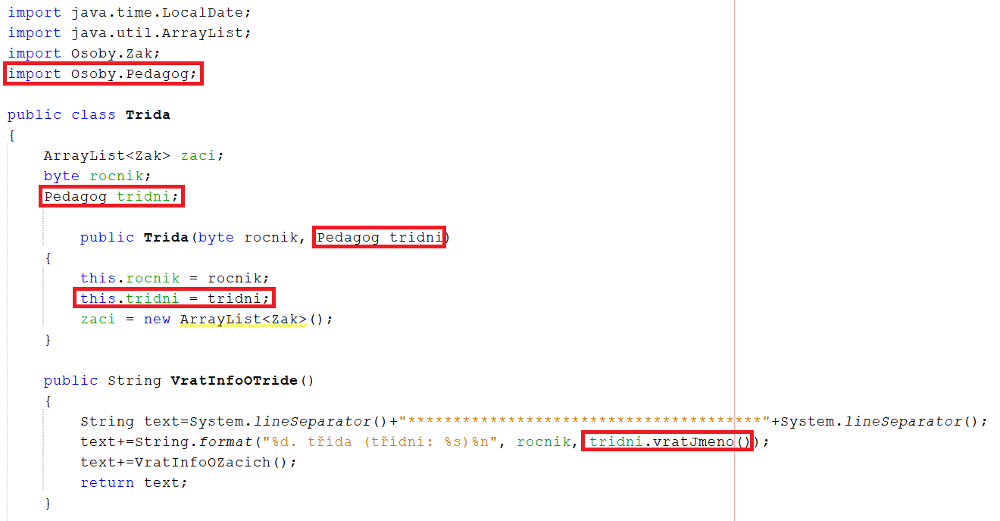 import java.time.LocalDate;
import java.util.ArrayList;
import Osoby.Zak;
import Osoby.Pedagog;
public class Trida
{
ArrayList<Zak> zaci;
byte rocnik;
Pedagog tridni;
public Trida(byte rocnik, Pedagog tridni)
{
this.rocnik = rocnik;
this.tridni = tridni;
zaci = new ArrayList<Zak>();
}
public String VratInfoOTride()
{
String text=System.lineSeparator()+"***************************************"+System.lineSeparator();
text+=String.format("%d. třída (třídní: %s)%n", rocnik, tridni.vratJmeno());
text+=VratInfoOZacich();
return text;
}